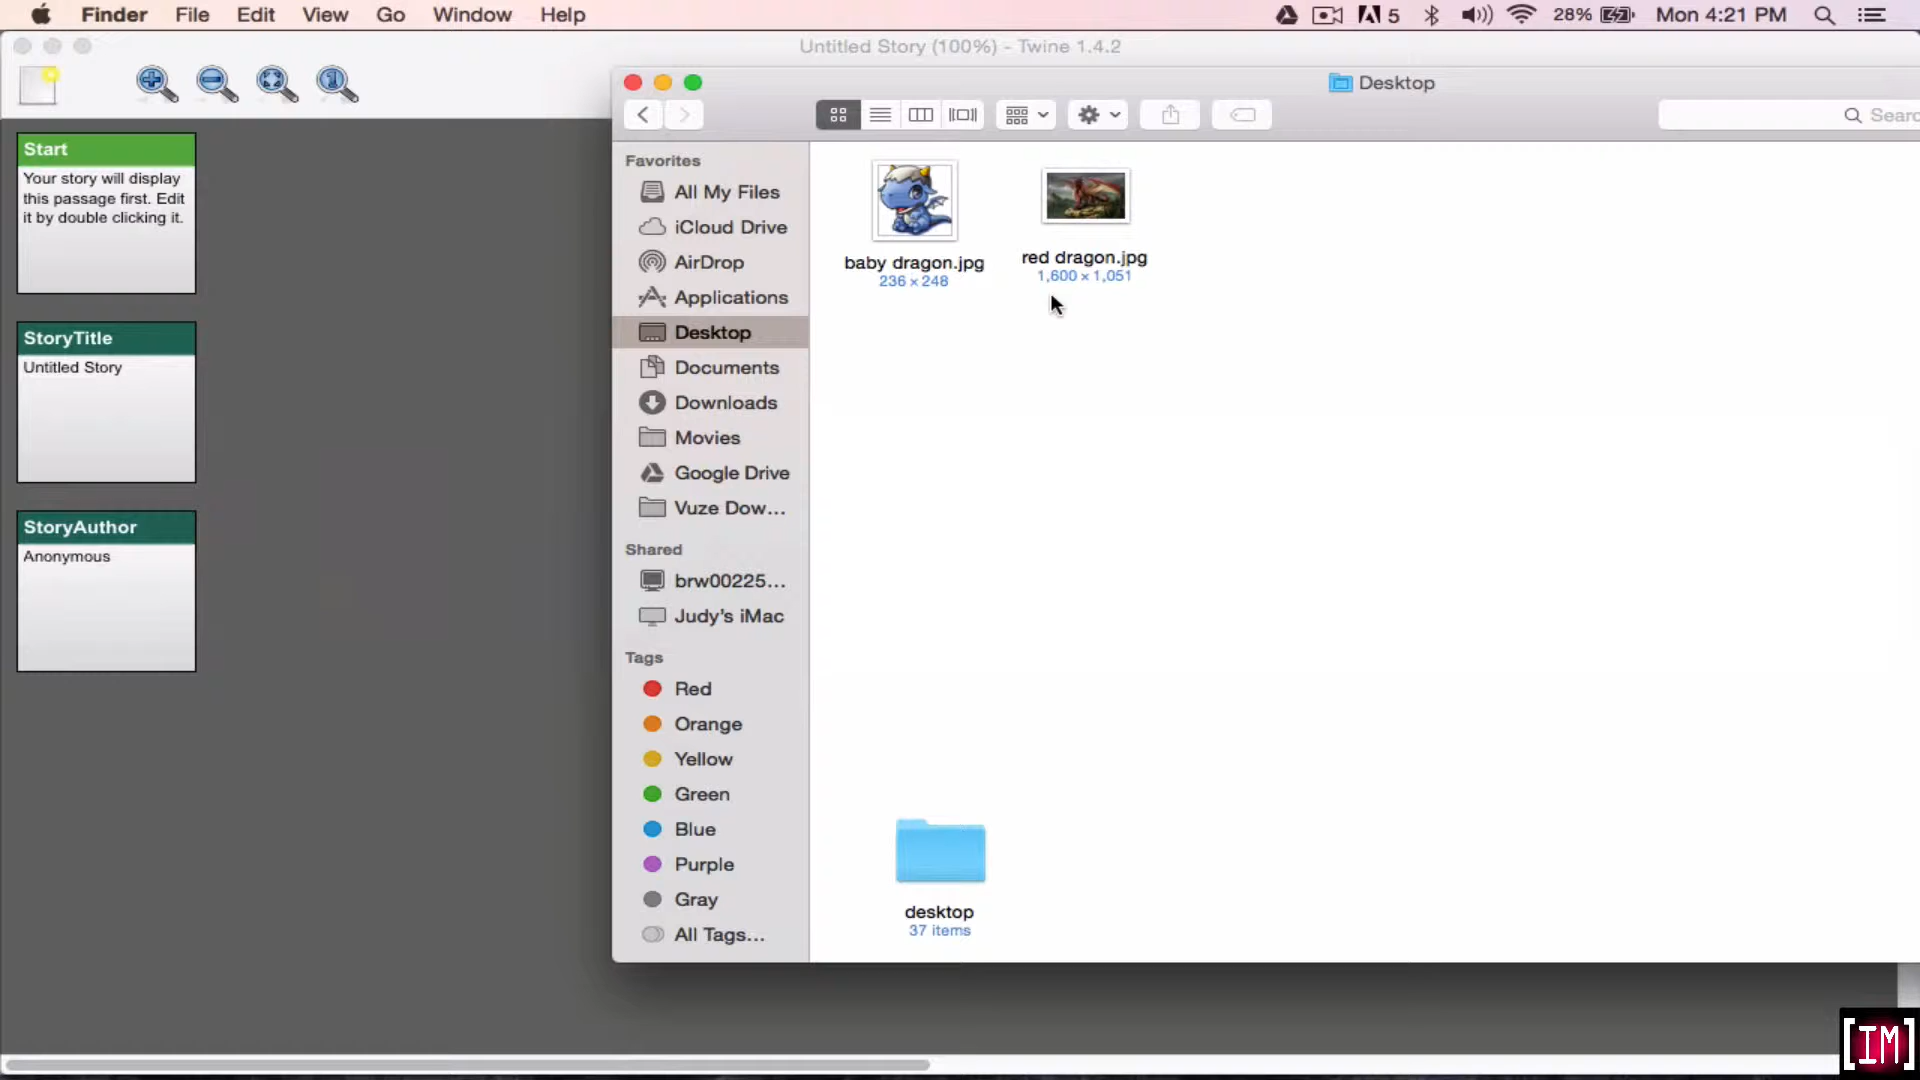 Finder File Edit View Go Window Help
5 28% Mon 4:21 PM
Untitled Story (100%) - Twine 1.4.2
Desktop
Start
Your story will display
this passage first. Edit
it by double clicking it.
StoryTitle
Untitled Story
StoryAuthor
Anonymous
Favorites
All My Files
iCloud Drive
AirDrop
Applications
Desktop
Documents
Downloads
Movies
Google Drive
Vuze Dow...
Shared
brw00225...
Judy's iMac
Tags
Red
Orange
Yellow
Green
Blue
Purple
Gray
All Tags...
Searc
baby dragon.jpg
236 × 248
red dragon.jpg
1,600 × 1,051
desktop
37 items
[IM]